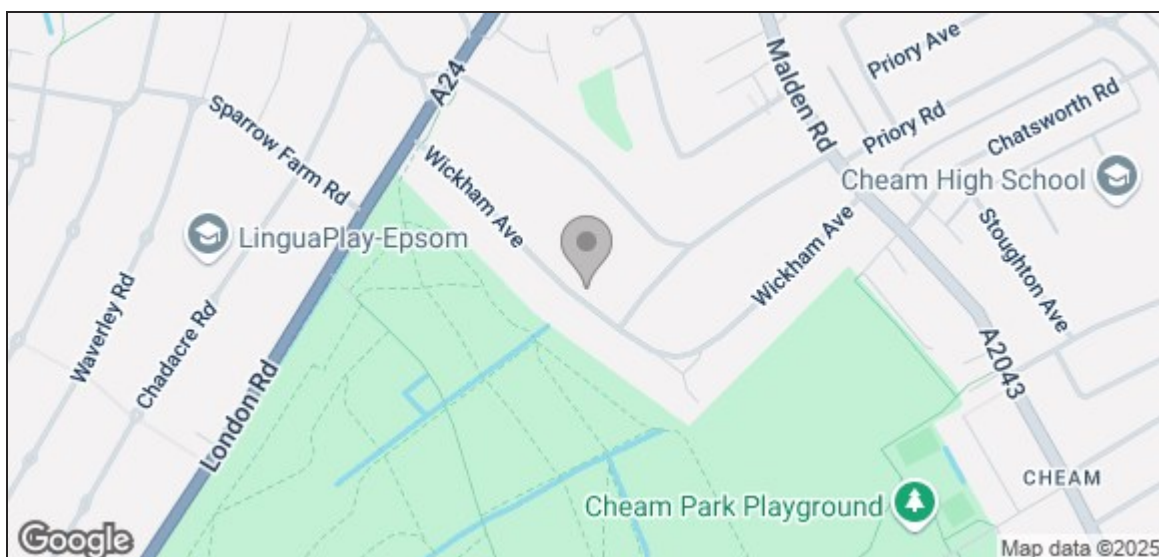 A24
Malden Rd
Priory Ave
Sparrow Farm Rd
Priory Rd
Chatsworth Rd
Wickham Ave
Cheam High School
LinguaPlay-Epsom
Wickham Ave
Stoughton Ave
Waverley Rd
Chadacre Rd
A2043
London Rd
CHEAM
Cheam Park Playground
Google
Map data ©2025